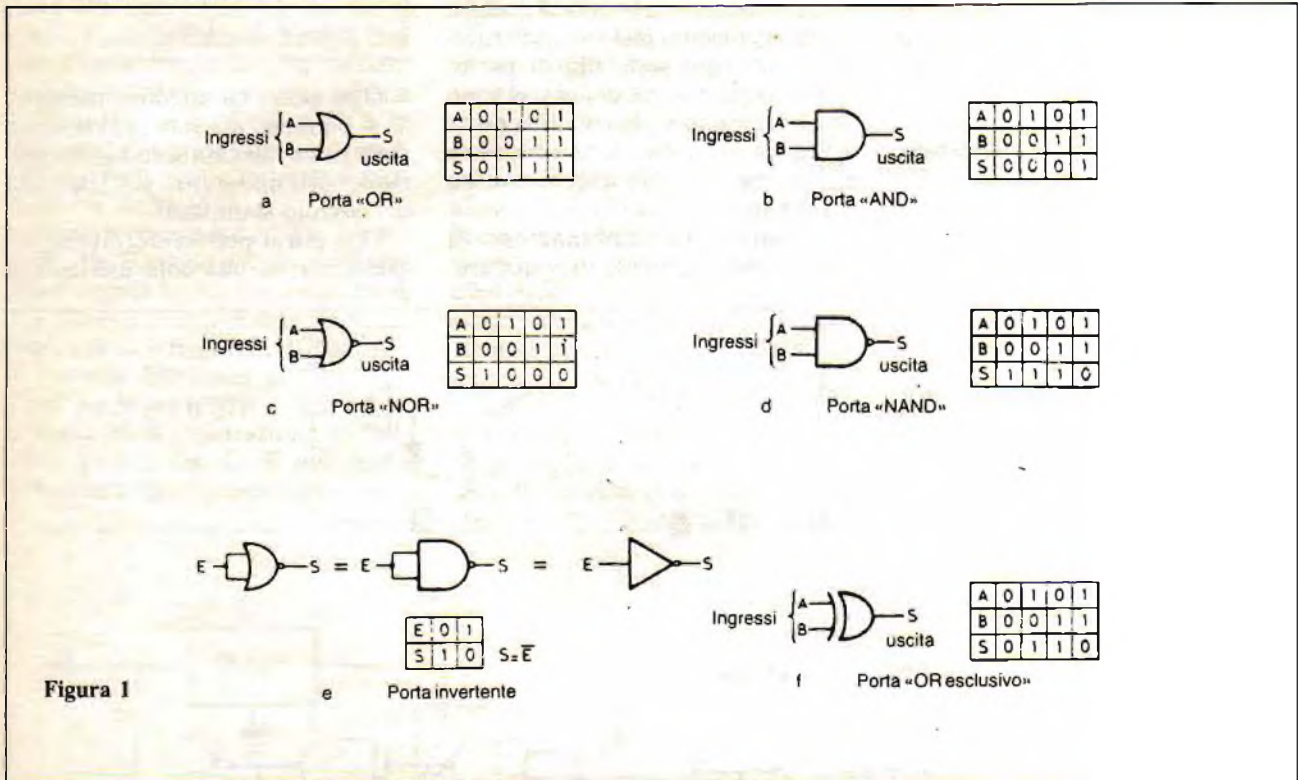 Ingressi
A
B
S
uscita
A 0 1 0 1
B 0 0 1 1
S 0 1 1 1
a Porta «OR»
Ingressi
A
B
S
uscita
A 0 1 0 1
B 0 0 1 1
S 0 0 0 1
b Porta «AND»
Ingressi
A
B
S
uscita
A 0 1 0 1
B 0 0 1 1
S 1 0 0 0
c Porta «NOR»
Ingressi
A
B
S
uscita
A 0 1 0 1
B 0 0 1 1
S 1 1 1 0
d Porta «NAND»
E S = E S = E S
E 0 1
S 1 0 S=E̅
e Porta invertente
Ingressi
A
B
S
uscita
A 0 1 0 1
B 0 0 1 1
S 0 1 1 0
f Porta «OR esclusivo»
Figura 1